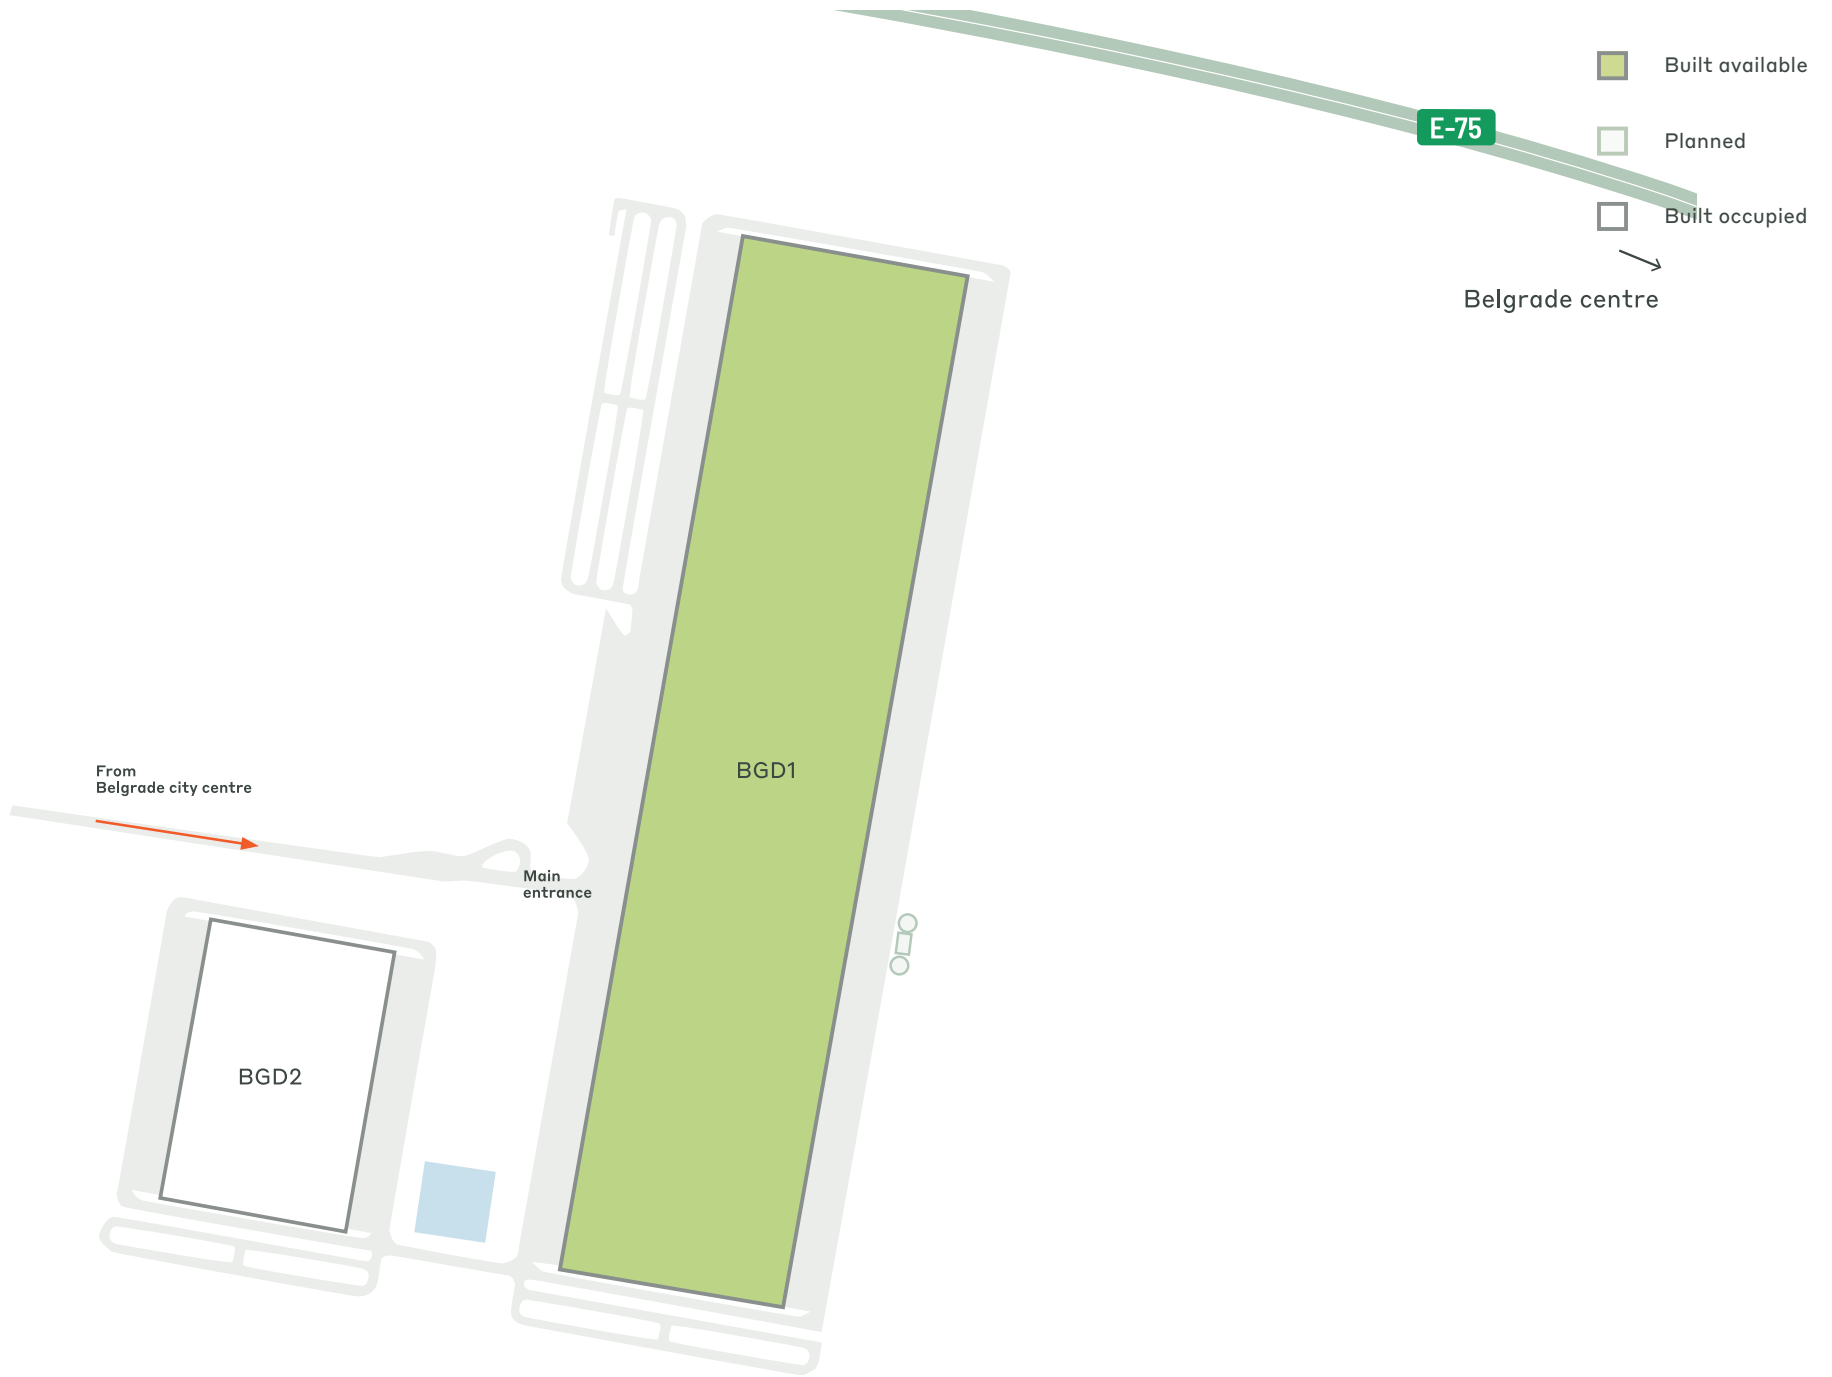 Built available
E-75
Planned
Built occupied
Belgrade centre
BGD1
From
Belgrade city centre
Main
entrance
BGD2